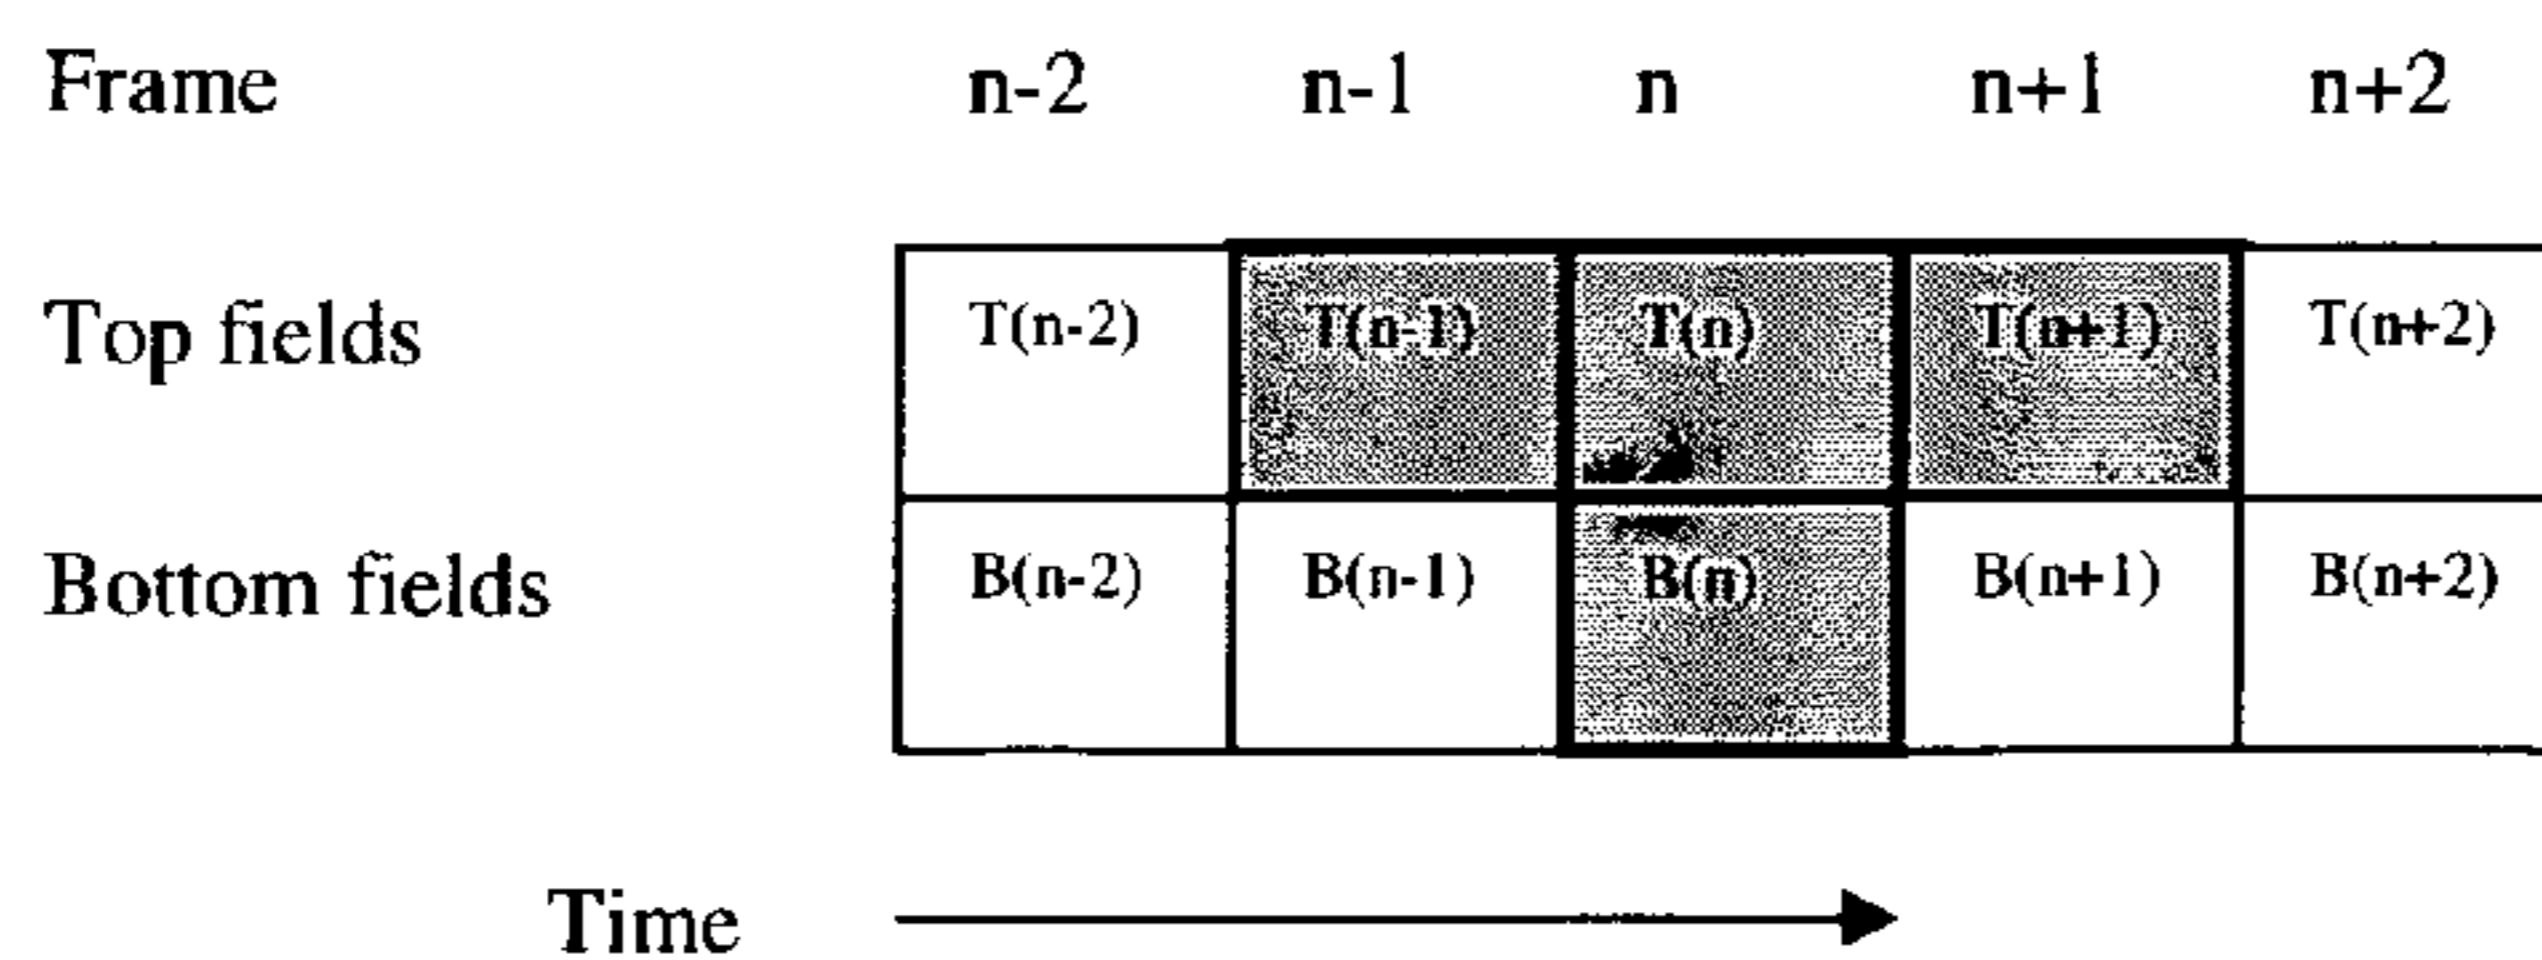 Frame n-2 n-1 n n+1 n+2
Top fields T(n-2) T(n-1) T(n) T(n+1) T(n+2)
Bottom fields B(n-2) B(n-1) B(n) B(n+1) B(n+2)
Time